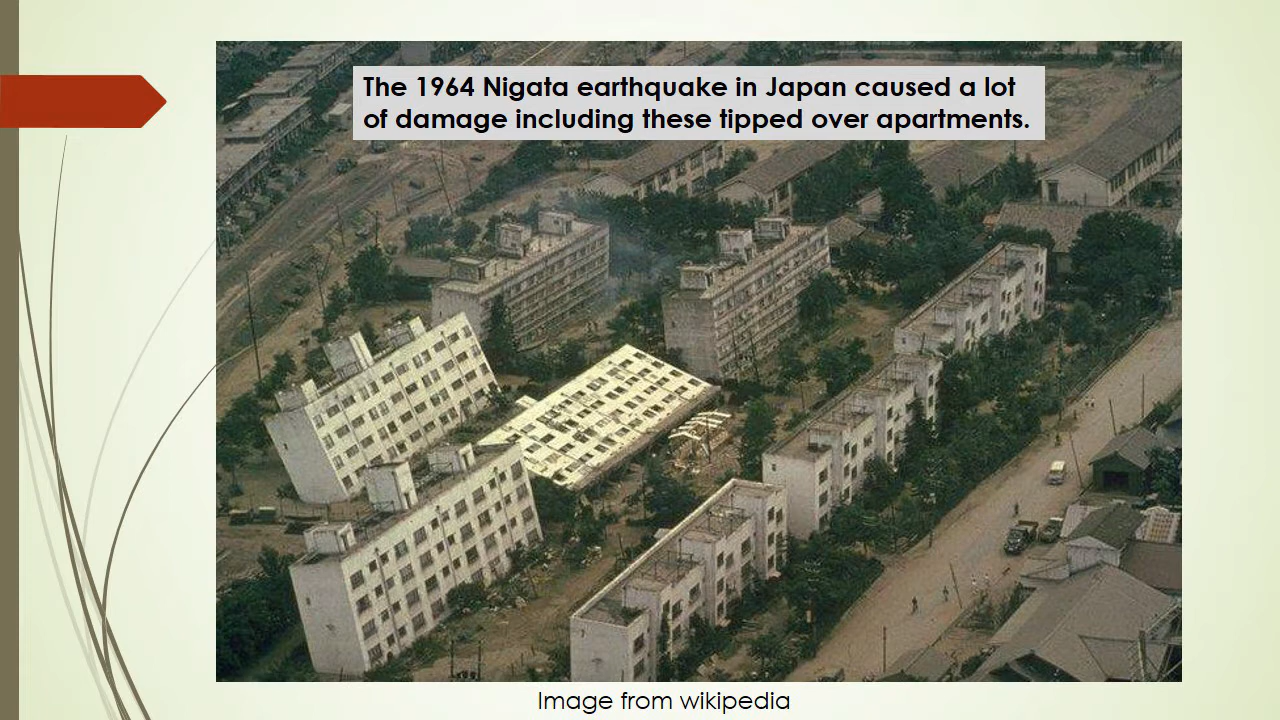 The 1964 Nigata earthquake in Japan caused a lot
of damage including these tipped over apartments.
Image from wikipedia